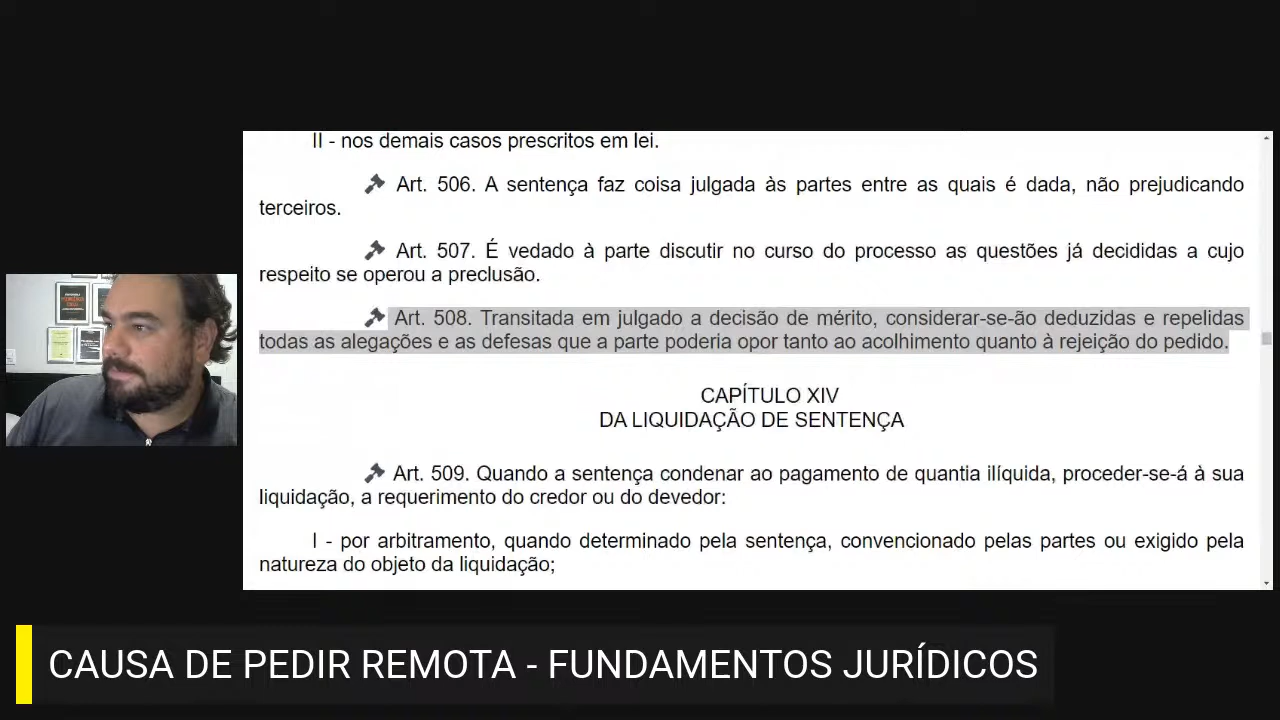 II - nos demais casos prescritos em lei.
Art. 506. A sentença faz coisa julgada às partes entre as quais é dada, não prejudicando
terceiros.
Art. 507. É vedado à parte discutir no curso do processo as questões já decididas a cujo
respeito se operou a preclusão.
Art. 508. Transitada em julgado a decisão de mérito, considerar-se-ão deduzidas e repelidas
todas as alegações e as defesas que a parte poderia opor tanto ao acolhimento quanto à rejeição do pedido.
CAPÍTULO XIV
DA LIQUIDAÇÃO DE SENTENÇA
Art. 509. Quando a sentença condenar ao pagamento de quantia ilíquida, proceder-se-á à sua
liquidação, a requerimento do credor ou do devedor:
I - por arbitramento, quando determinado pela sentença, convencionado pelas partes ou exigido pela
natureza do objeto da liquidação;
CAUSA DE PEDIR REMOTA - FUNDAMENTOS JURÍDICOS